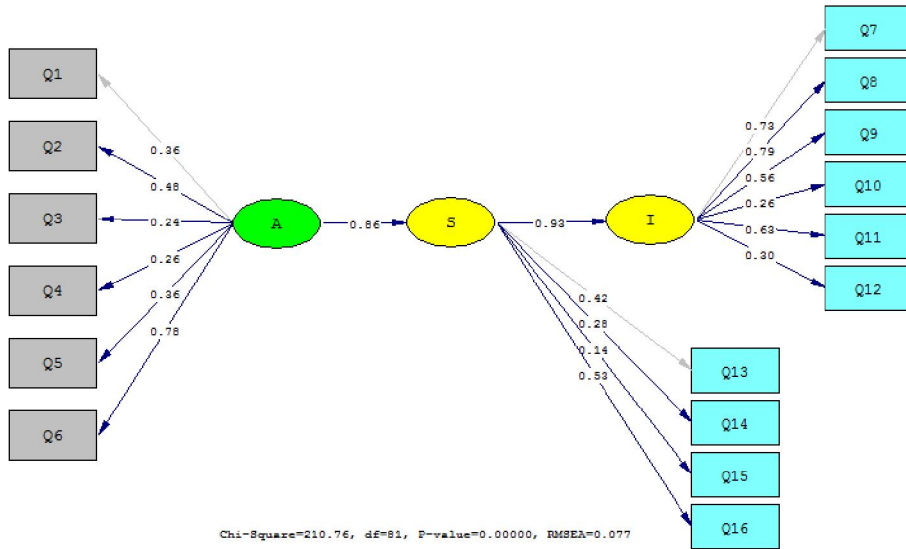 Q1
Q2
Q3
Q4
Q5
Q6
0.36
0.48
0.24
0.26
0.36
0.78
A
0.86
S
0.93
I
0.73
0.79
0.56
0.26
0.63
0.30
Q7
Q8
Q9
Q10
Q11
Q12
0.42
0.28
0.14
0.53
Q13
Q14
Q15
Q16
Chi-Square=210.76, df=81, P-value=0.00000, RMSEA=0.077